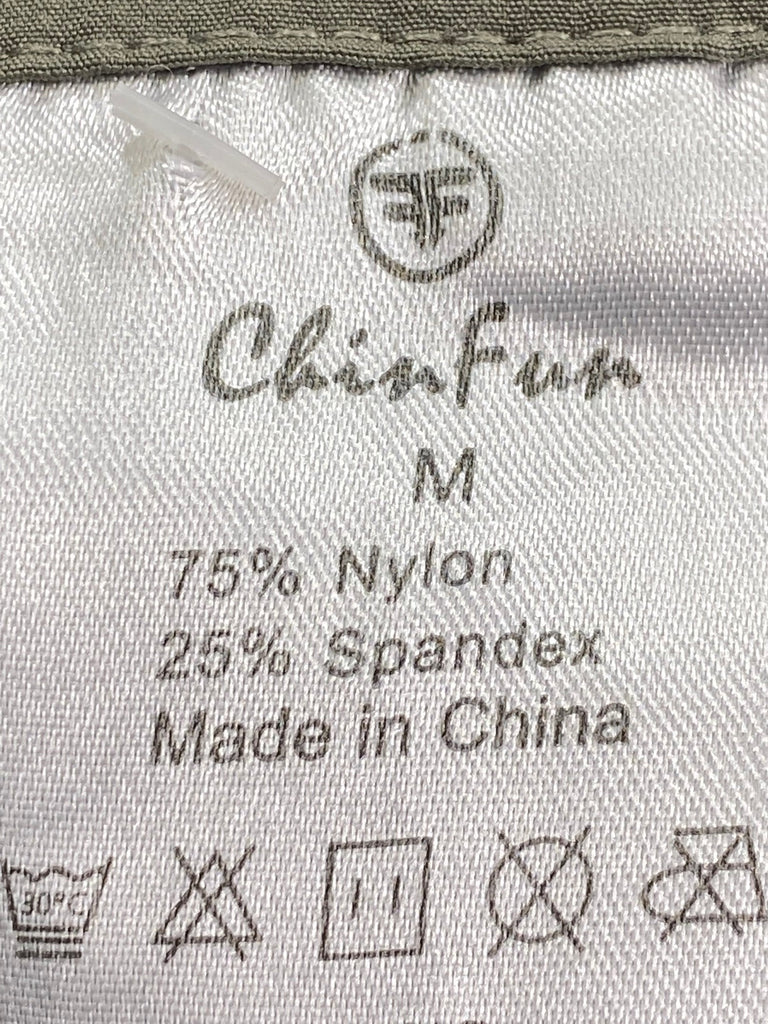 ChinFun
M
75% Nylon
25% Spandex
Made in China
30°C